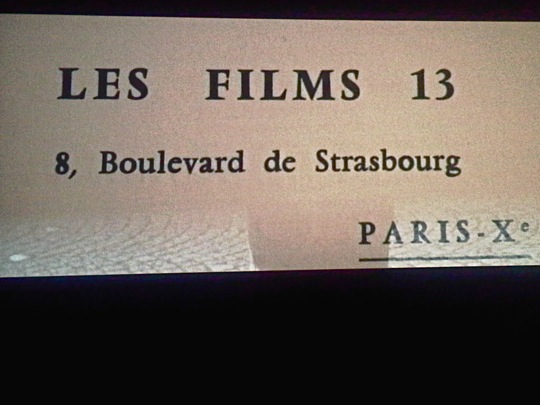 LES FILMS 13
8, Boulevard de Strasbourg
PARIS-Xe